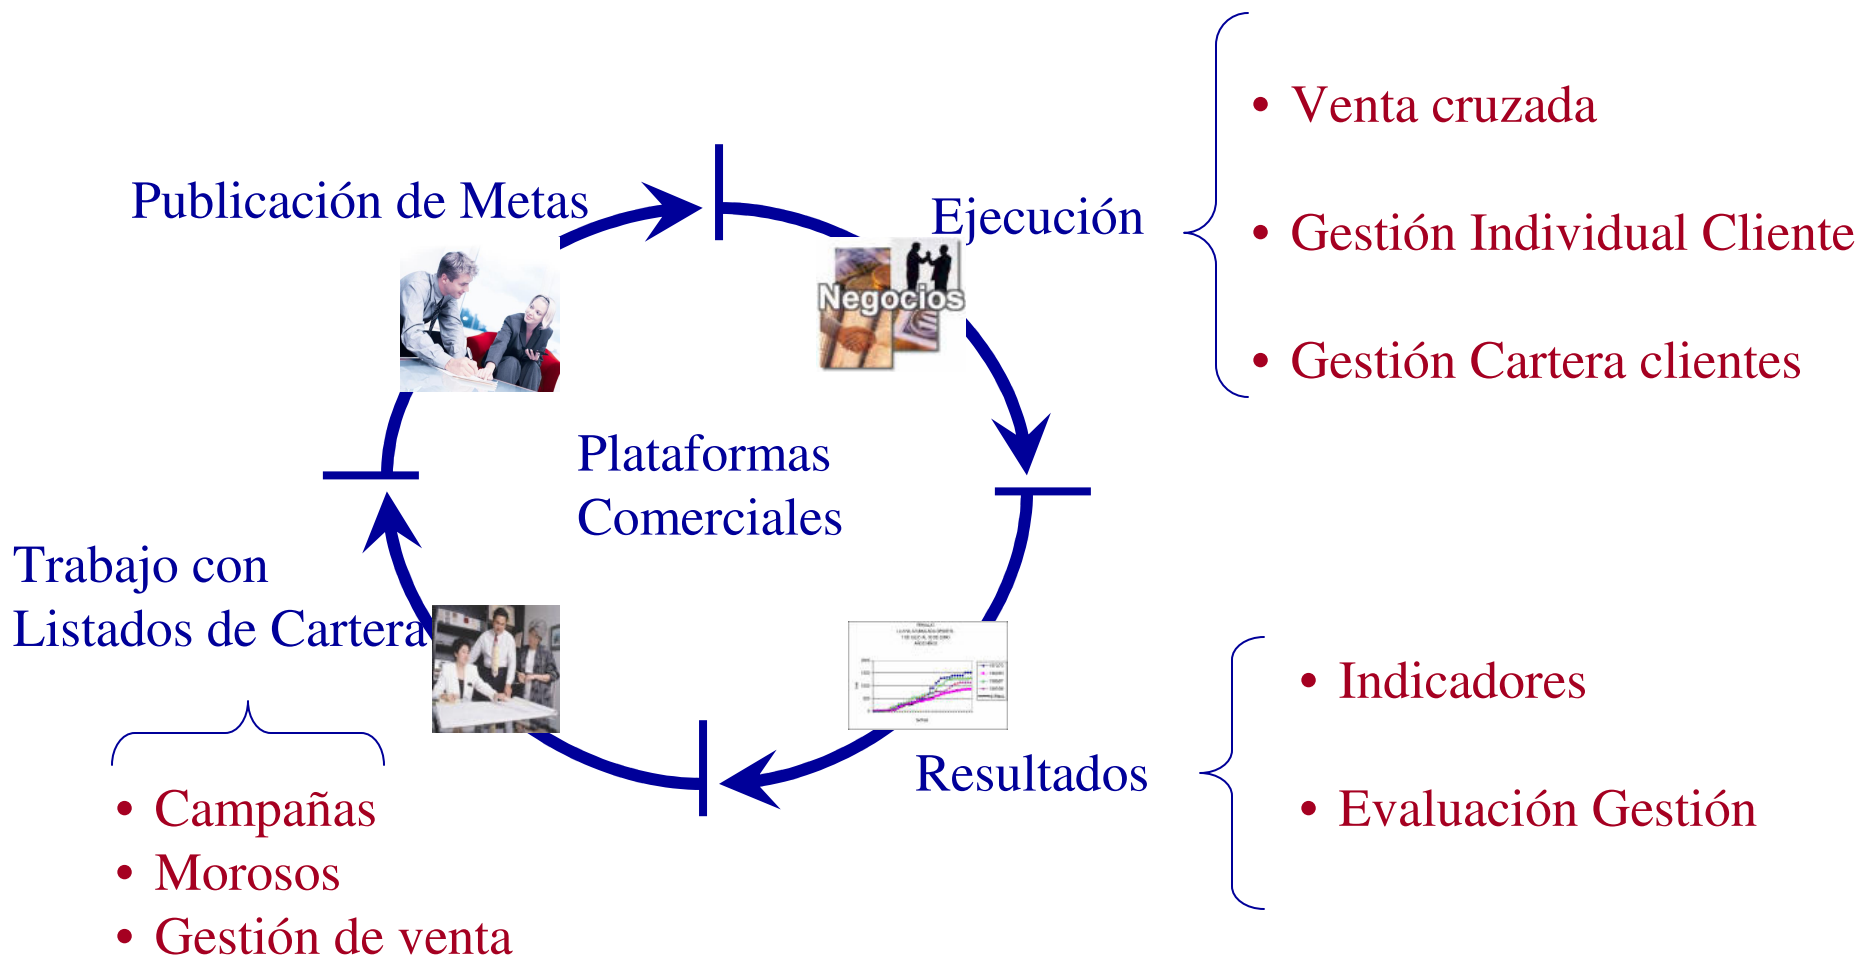 Publicación de Metas
Ejecución
• Venta cruzada
• Gestión Individual Cliente
• Gestión Cartera clientes
Negocios
Plataformas
Comerciales
Trabajo con
Listados de Cartera
• Campañas
• Morosos
• Gestión de venta
Resultados
• Indicadores
• Evaluación Gestión